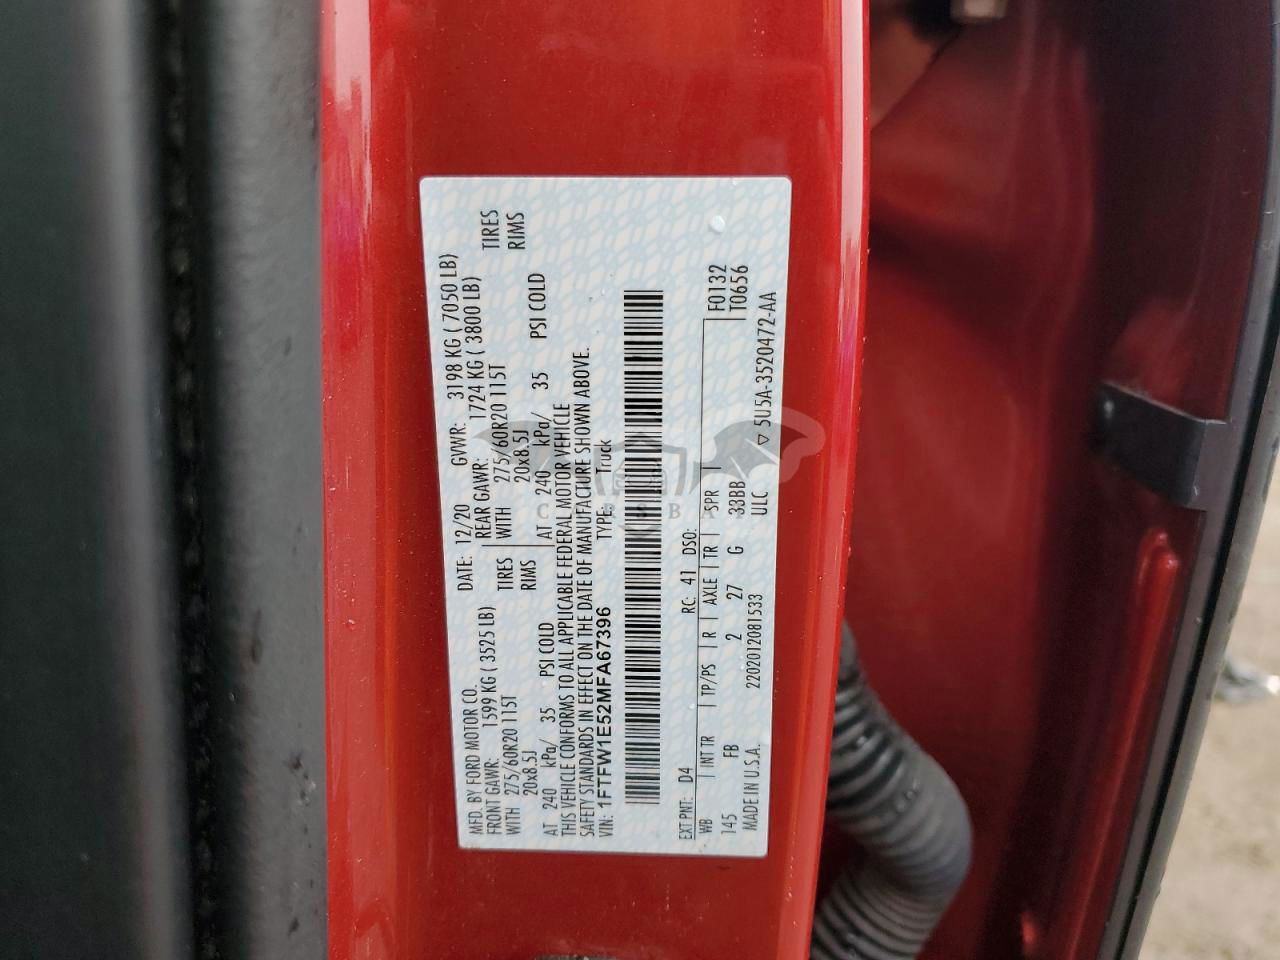 MFD. BY FORD MOTOR CO.
DATE: 12/20 GVWR: 3198 KG ( 7050 LB)
FRONT GAWR: 1599 KG ( 3525 LB)
REAR GAWR: 1724 KG ( 3800 LB)
WITH 275/60R20 115T TIRES
WITH 275/60R20 115T TIRES
20x8.5J RIMS
20x8.5J RIMS
AT 240 kPa/ 35 PSI COLD
AT 240 kPa/ 35 PSI COLD
THIS VEHICLE CONFORMS TO ALL APPLICABLE FEDERAL MOTOR VEHICLE
SAFETY STANDARDS IN EFFECT ON THE DATE OF MANUFACTURE SHOWN ABOVE.
VIN: 1FTFW1E52MFA67396 TYPE: Truck
EXT PNT: D4 RC: 41 DSO: F0132
WB INT TR TP/PS R AXLE TR SPR T0656
145 FB 2 27 G 33BB
MADE IN U.S.A. 2202012081533 ULC ▽ 5U5A-3520472-AA